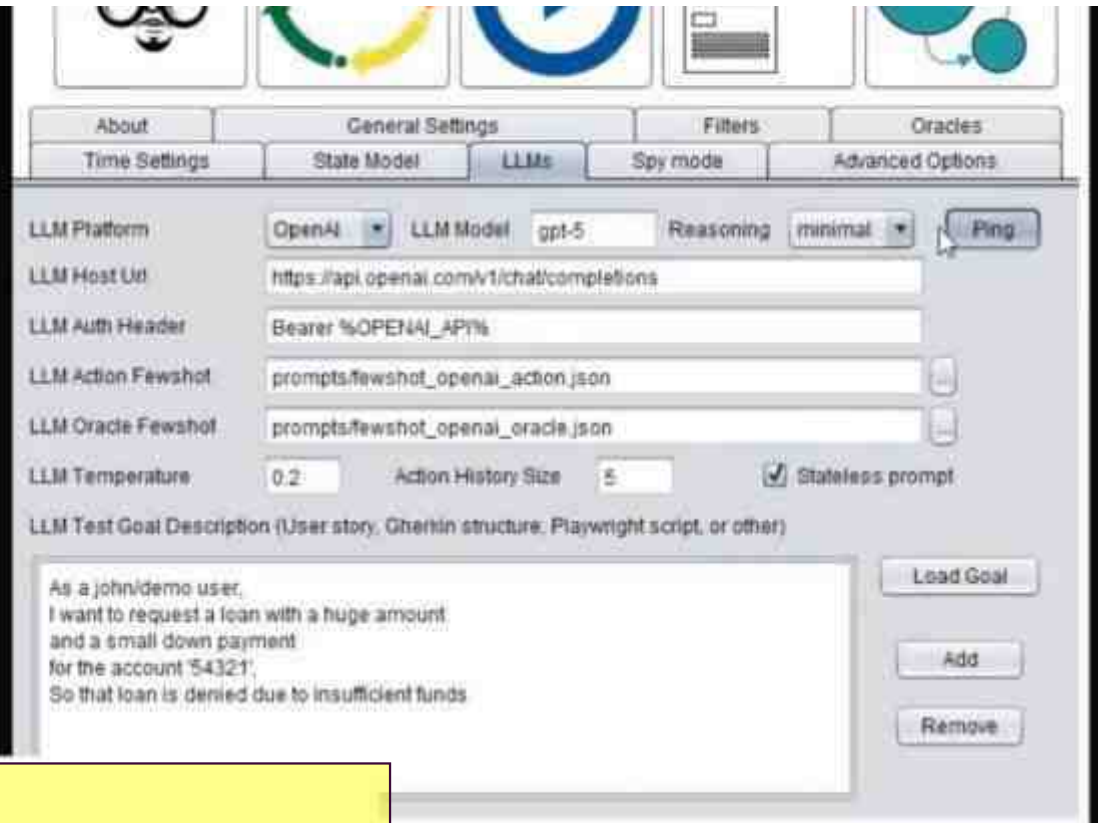 About General Settings Filters Oracles
Time Settings State Model LLMs Spy mode Advanced Options
LLM Platform OpenAI LLM Model gpt-5 Reasoning minimal Ping
LLM Host Url https://api.openai.com/v1/chat/completions
LLM Auth Header Bearer %OPENAI_API%
LLM Action Fewshot prompts/fewshot_openai_action.json ...
LLM Oracle Fewshot prompts/fewshot_openai_oracle.json ...
LLM Temperature 0.2 Action History Size 5 Stateless prompt
LLM Test Goal Description (User story, Gherkin structure, Playwright script, or other)
As a john/demo user,
I want to request a loan with a huge amount
and a small down payment
for the account '54321',
So that loan is denied due to insufficient funds
Load Goal
Add
Remove